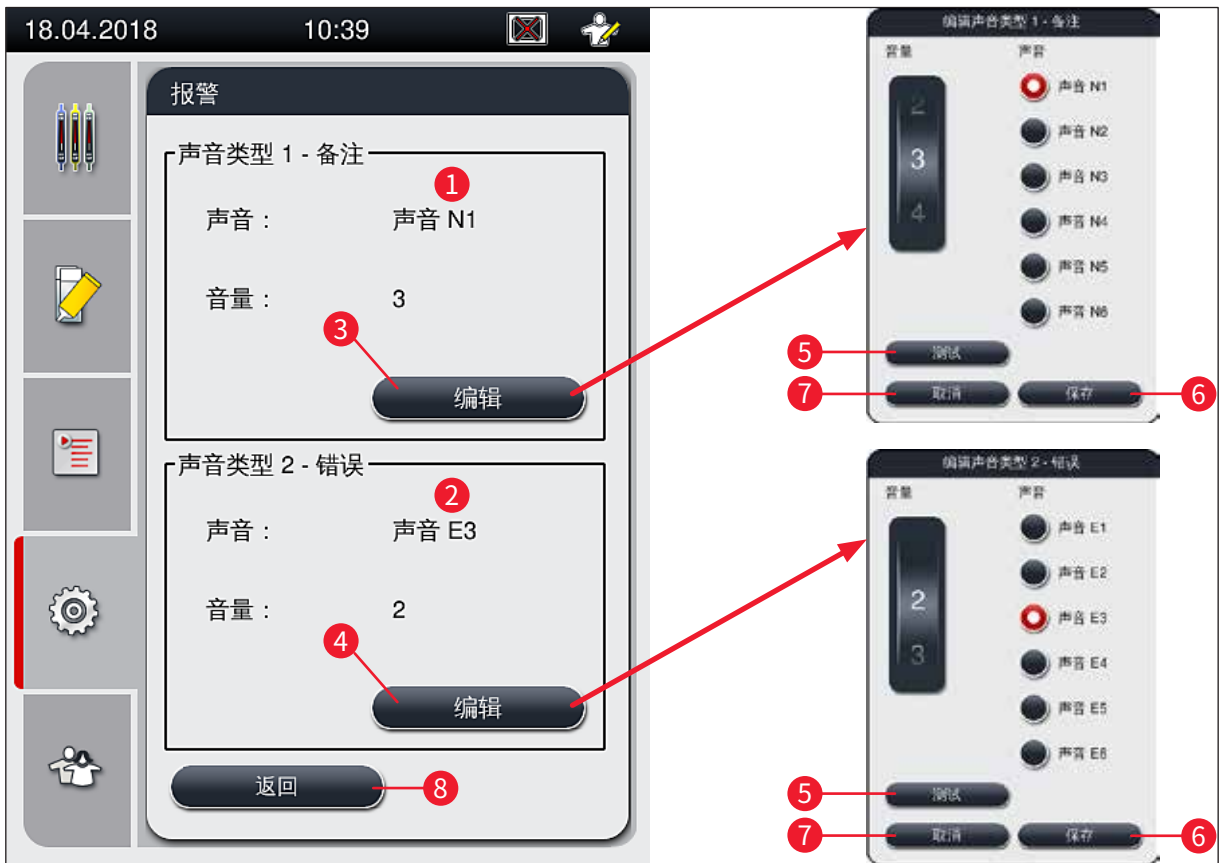 18.04.2018 10:39
报警
声音类型 1 - 备注
1
声音： 声音 N1
音量： 3
3
编辑
声音类型 2 - 错误
2
声音： 声音 E3
音量： 2
4
编辑
返回 8
编辑声音类型 1 - 备注
音量 声音
2
3
4
声音 N1
声音 N2
声音 N3
声音 N4
声音 N5
声音 N6
5 测试
7 取消 保存 6
编辑声音类型 2 - 错误
音量 声音
2
3
声音 E1
声音 E2
声音 E3
声音 E4
声音 E5
声音 E6
5 测试
7 取消 保存 6